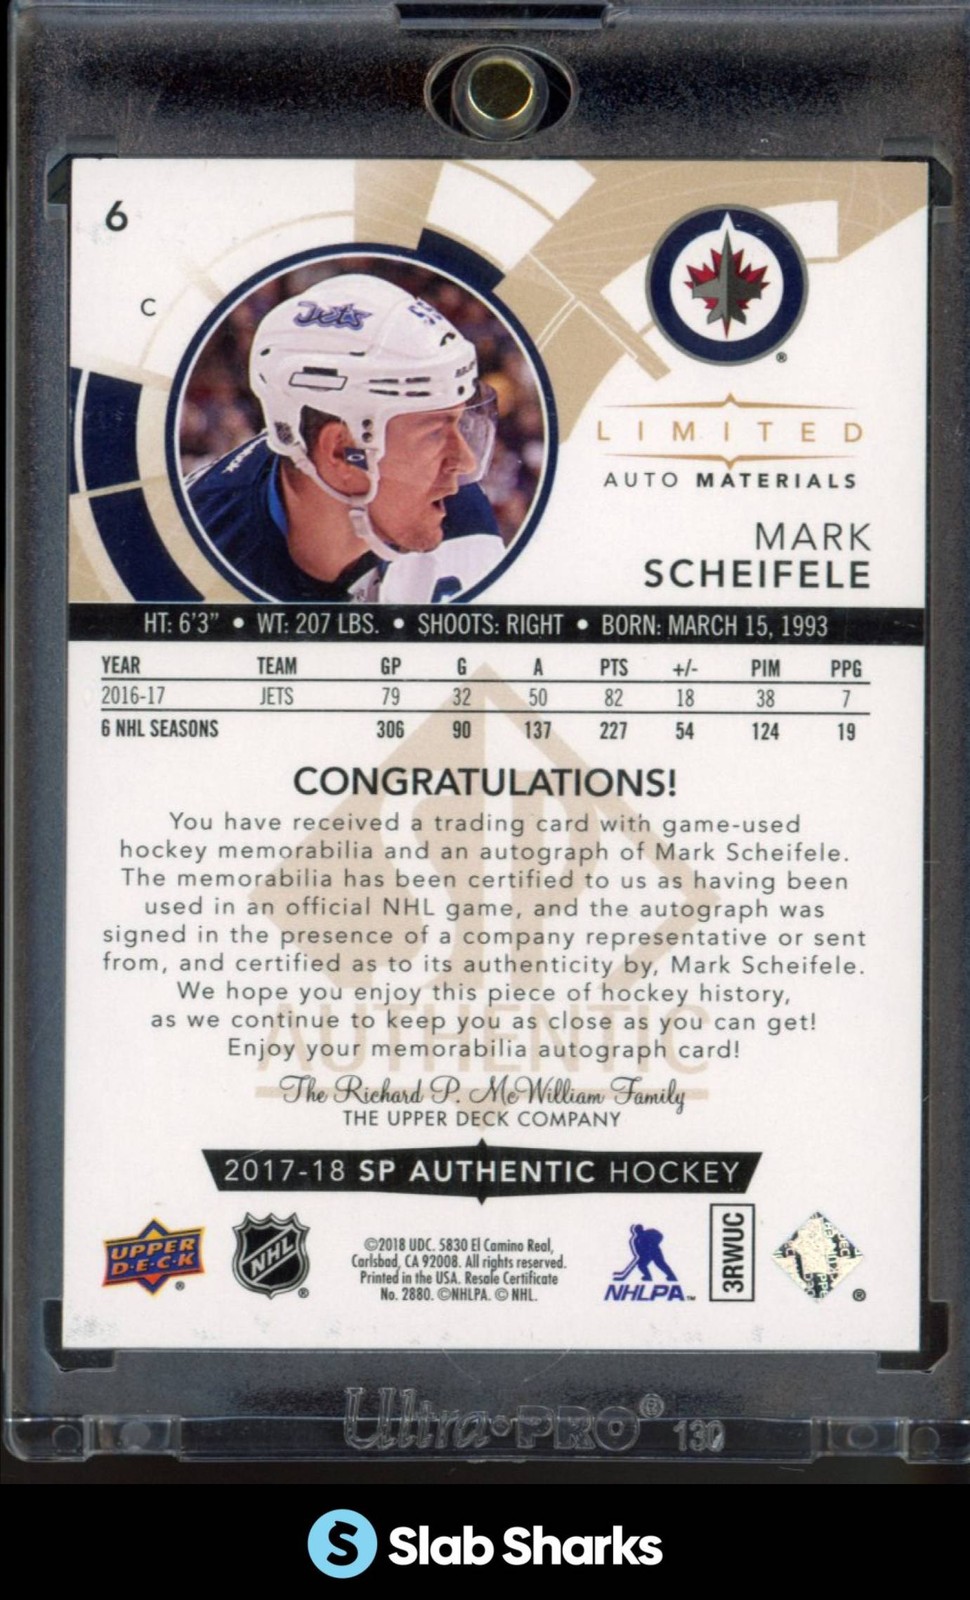 6
C
Jets
55
LIMITED
AUTO MATERIALS
MARK
SCHEIFELE
HT: 6'3" • WT: 207 LBS. • SHOOTS: RIGHT • BORN: MARCH 15, 1993
YEAR TEAM GP G A PTS +/- PIM PPG
2016-17 JETS 79 32 50 82 18 38 7
6 NHL SEASONS 306 90 137 227 54 124 19
CONGRATULATIONS!
You have received a trading card with game-used
hockey memorabilia and an autograph of Mark Scheifele.
The memorabilia has been certified to us as having been
used in an official NHL game, and the autograph was
signed in the presence of a company representative or sent
from, and certified as to its authenticity by, Mark Scheifele.
We hope you enjoy this piece of hockey history,
as we continue to keep you as close as you can get!
Enjoy your memorabilia autograph card!
SP
AUTHENTIC
The Richard P. McWilliam Family
THE UPPER DECK COMPANY
2017-18 SP AUTHENTIC HOCKEY
UPPER
D·E·C·K
®
NHL
®
©2018 UDC. 5830 El Camino Real,
Carlsbad, CA 92008. All rights reserved.
Printed in the USA. Resale Certificate
No. 2880. ©NHLPA. © NHL.
NHLPA™
3RWUC
®
Ultra•PRO® 130
S Slab Sharks